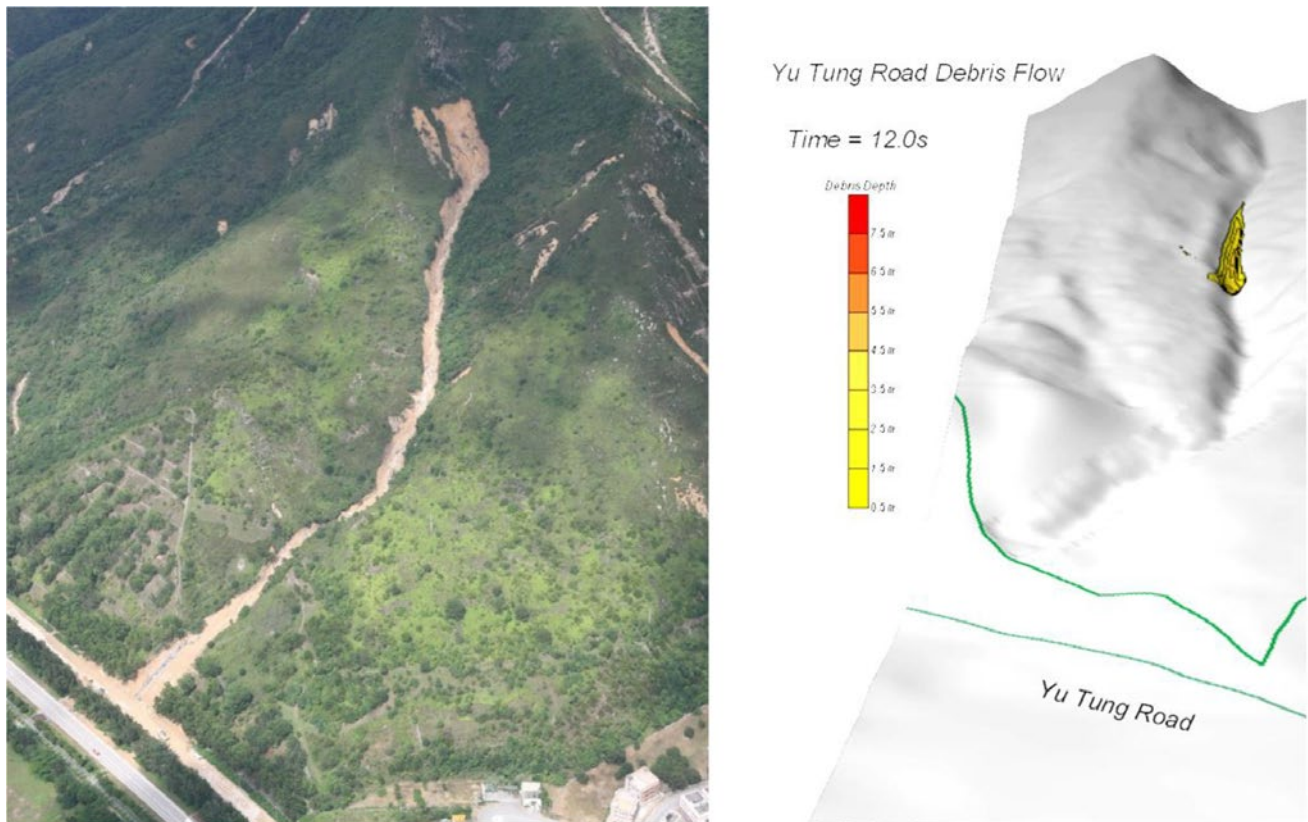 Yu Tung Road Debris Flow
Time = 12.0s
Debris Depth
7.5 m
6.5 m
5.5 m
4.5 m
3.5 m
2.5 m
1.5 m
0.5 m
Yu Tung Road